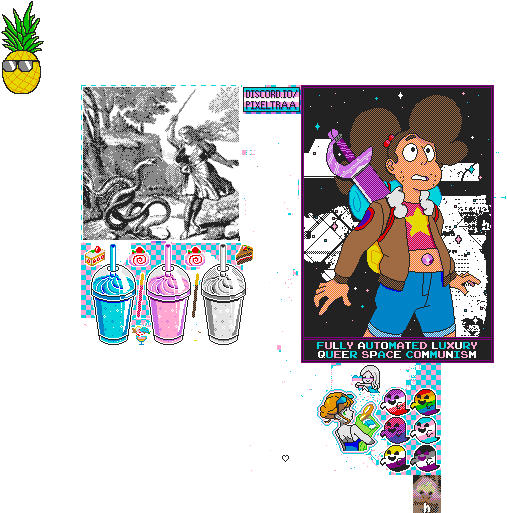 DISCORD.IO/
PIXELTRAA
FULLY AUTOMATED LUXURY
QUEER SPACE COMMUNISM